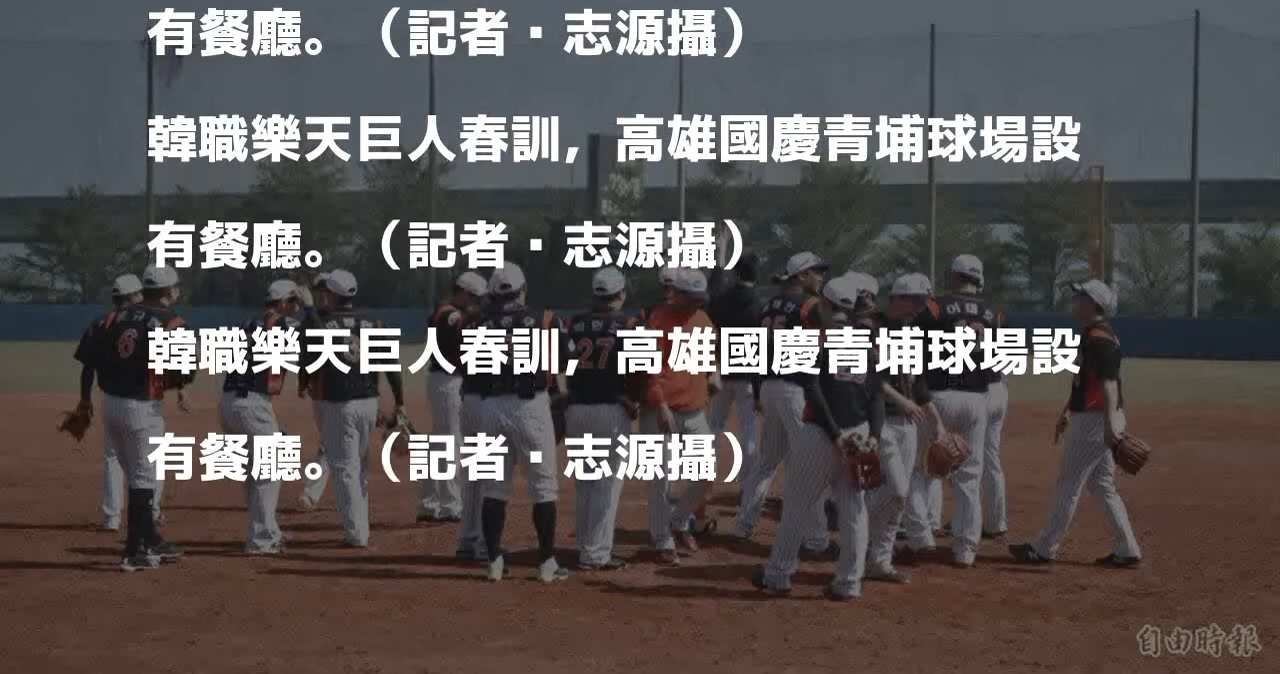 有餐廳。（記者·志源攝）
韓職樂天巨人春訓，高雄國慶青埔球場設
有餐廳。（記者·志源攝）
韓職樂天巨人春訓，高雄國慶青埔球場設
有餐廳。（記者·志源攝）
6
27
自由時報